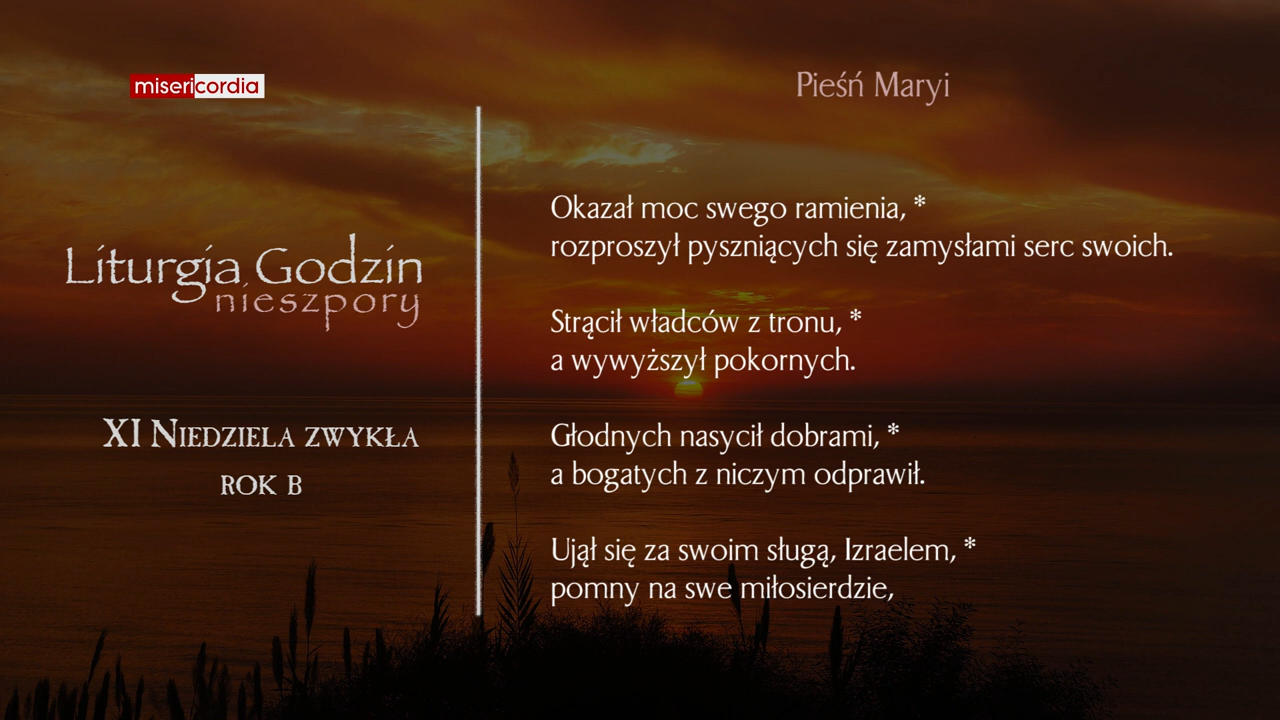 misericordia
Liturgia Godzin
nieszpory
XI Niedziela zwykła
rok B
Pieśń Maryi
Okazał moc swego ramienia, *
rozproszył pyszniących się zamysłami serc swoich.
Strącił władców z tronu, *
a wywyższył pokornych.
Głodnych nasycił dobrami, *
a bogatych z niczym odprawił.
Ujął się za swoim sługą, Izraelem, *
pomny na swe miłosierdzie,